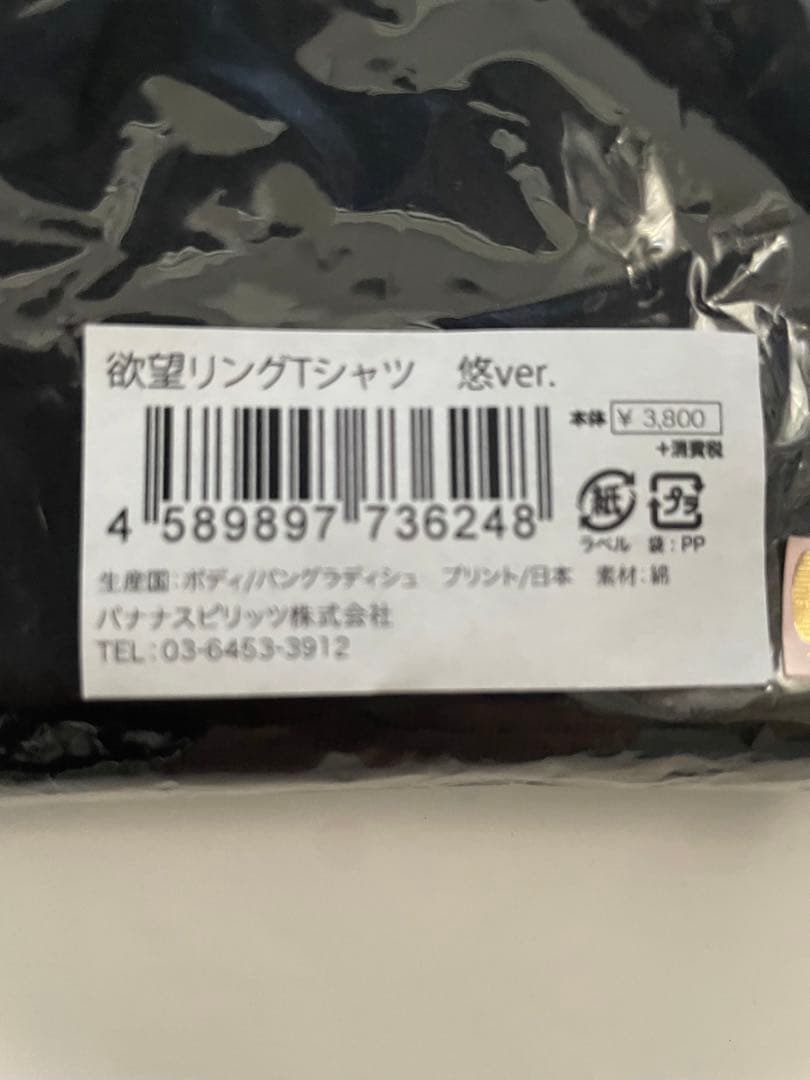 欲望リングTシャツ　悠ver.
本体 ¥ 3,800
+消費税
4 589897 736248
紙 プラ
ラベル 袋:PP
生産国:ボディ/バングラディシュ　プリント/日本　素材:綿
バナナスピリッツ株式会社
TEL:03-6453-3912